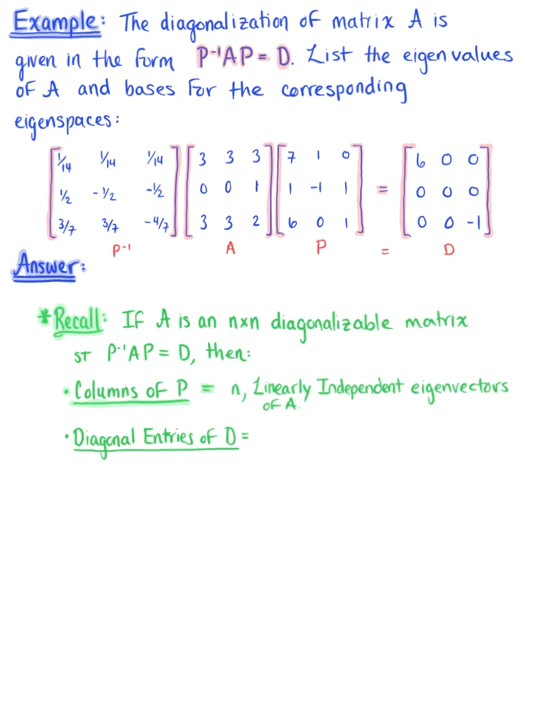 Example: The diagonalization of matrix A is
given in the form P⁻¹AP = D. List the eigenvalues
of A and bases for the corresponding
eigenspaces:
[1/14 1/14 1/14] [3 3 3] [7 1 0] [6 0 0]
[1/2 -1/2 -1/2] [0 0 1] [1 -1 1] = [0 0 0]
[3/7 3/7 -4/7] [3 3 2] [6 0 1] [0 0 -1]
P⁻¹ A P = D
Answer:
*Recall: If A is an n×n diagonalizable matrix
ST P⁻¹AP = D, then:
• Columns of P = n, Linearly Independent eigenvectors
of A.
• Diagonal Entries of D =